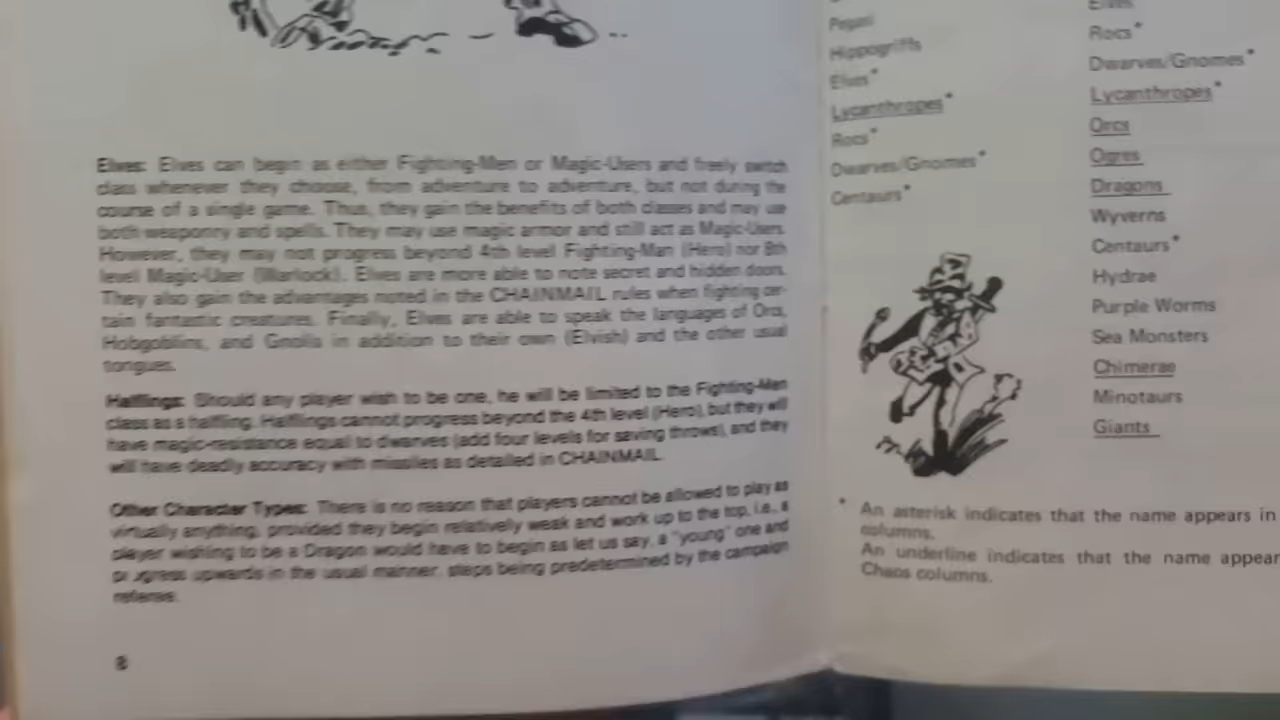 Elves: Elves can begin as either Fighting-Men or Magic-Users and freely switch
class whenever they choose, from adventure to adventure, but not during the
course of a single game. Thus, they gain the benefits of both classes and may use
both weaponry and spells. They may use magic armor and still act as Magic-Users.
However, they may not progress beyond 4th level Fighting-Man (Hero) nor 8th
level Magic-User (Warlock). Elves are more able to note secret and hidden doors.
They also gain the advantages noted in the CHAINMAIL rules when fighting cer-
tain fantastic creatures. Finally, Elves are able to speak the languages of Orcs,
Hobgoblins, and Gnolls in addition to their own (Elvish) and the other usual
tongues.
Halflings: Should any player wish to be one, he will be limited to the Fighting-Men
class as a halfling. Halflings cannot progress beyond the 4th level (Hero), but they will
have magic-resistance equal to dwarves (add four levels for saving throws), and they
will have deadly accuracy with missiles as detailed in CHAINMAIL.
Other Character Types: There is no reason that players cannot be allowed to play as
virtually anything, provided they begin relatively weak and work up to the top, i.e., a
player wishing to be a Dragon would have to begin as let us say, a "young" one and
progress upwards in the usual manner, steps being predetermined by the campaign
referee.
8
Pegasi
Hippogriffs
Elves*
Lycanthropes*
Rocs*
Dwarves/Gnomes*
Centaurs*
Elves
Rocs*
Dwarves/Gnomes*
Lycanthropes*
Orcs
Ogres
Dragons
Wyverns
Centaurs*
Hydrae
Purple Worms
Sea Monsters
Chimerae
Minotaurs
Giants
* An asterisk indicates that the name appears in
columns.
An underline indicates that the name appear
Chaos columns.